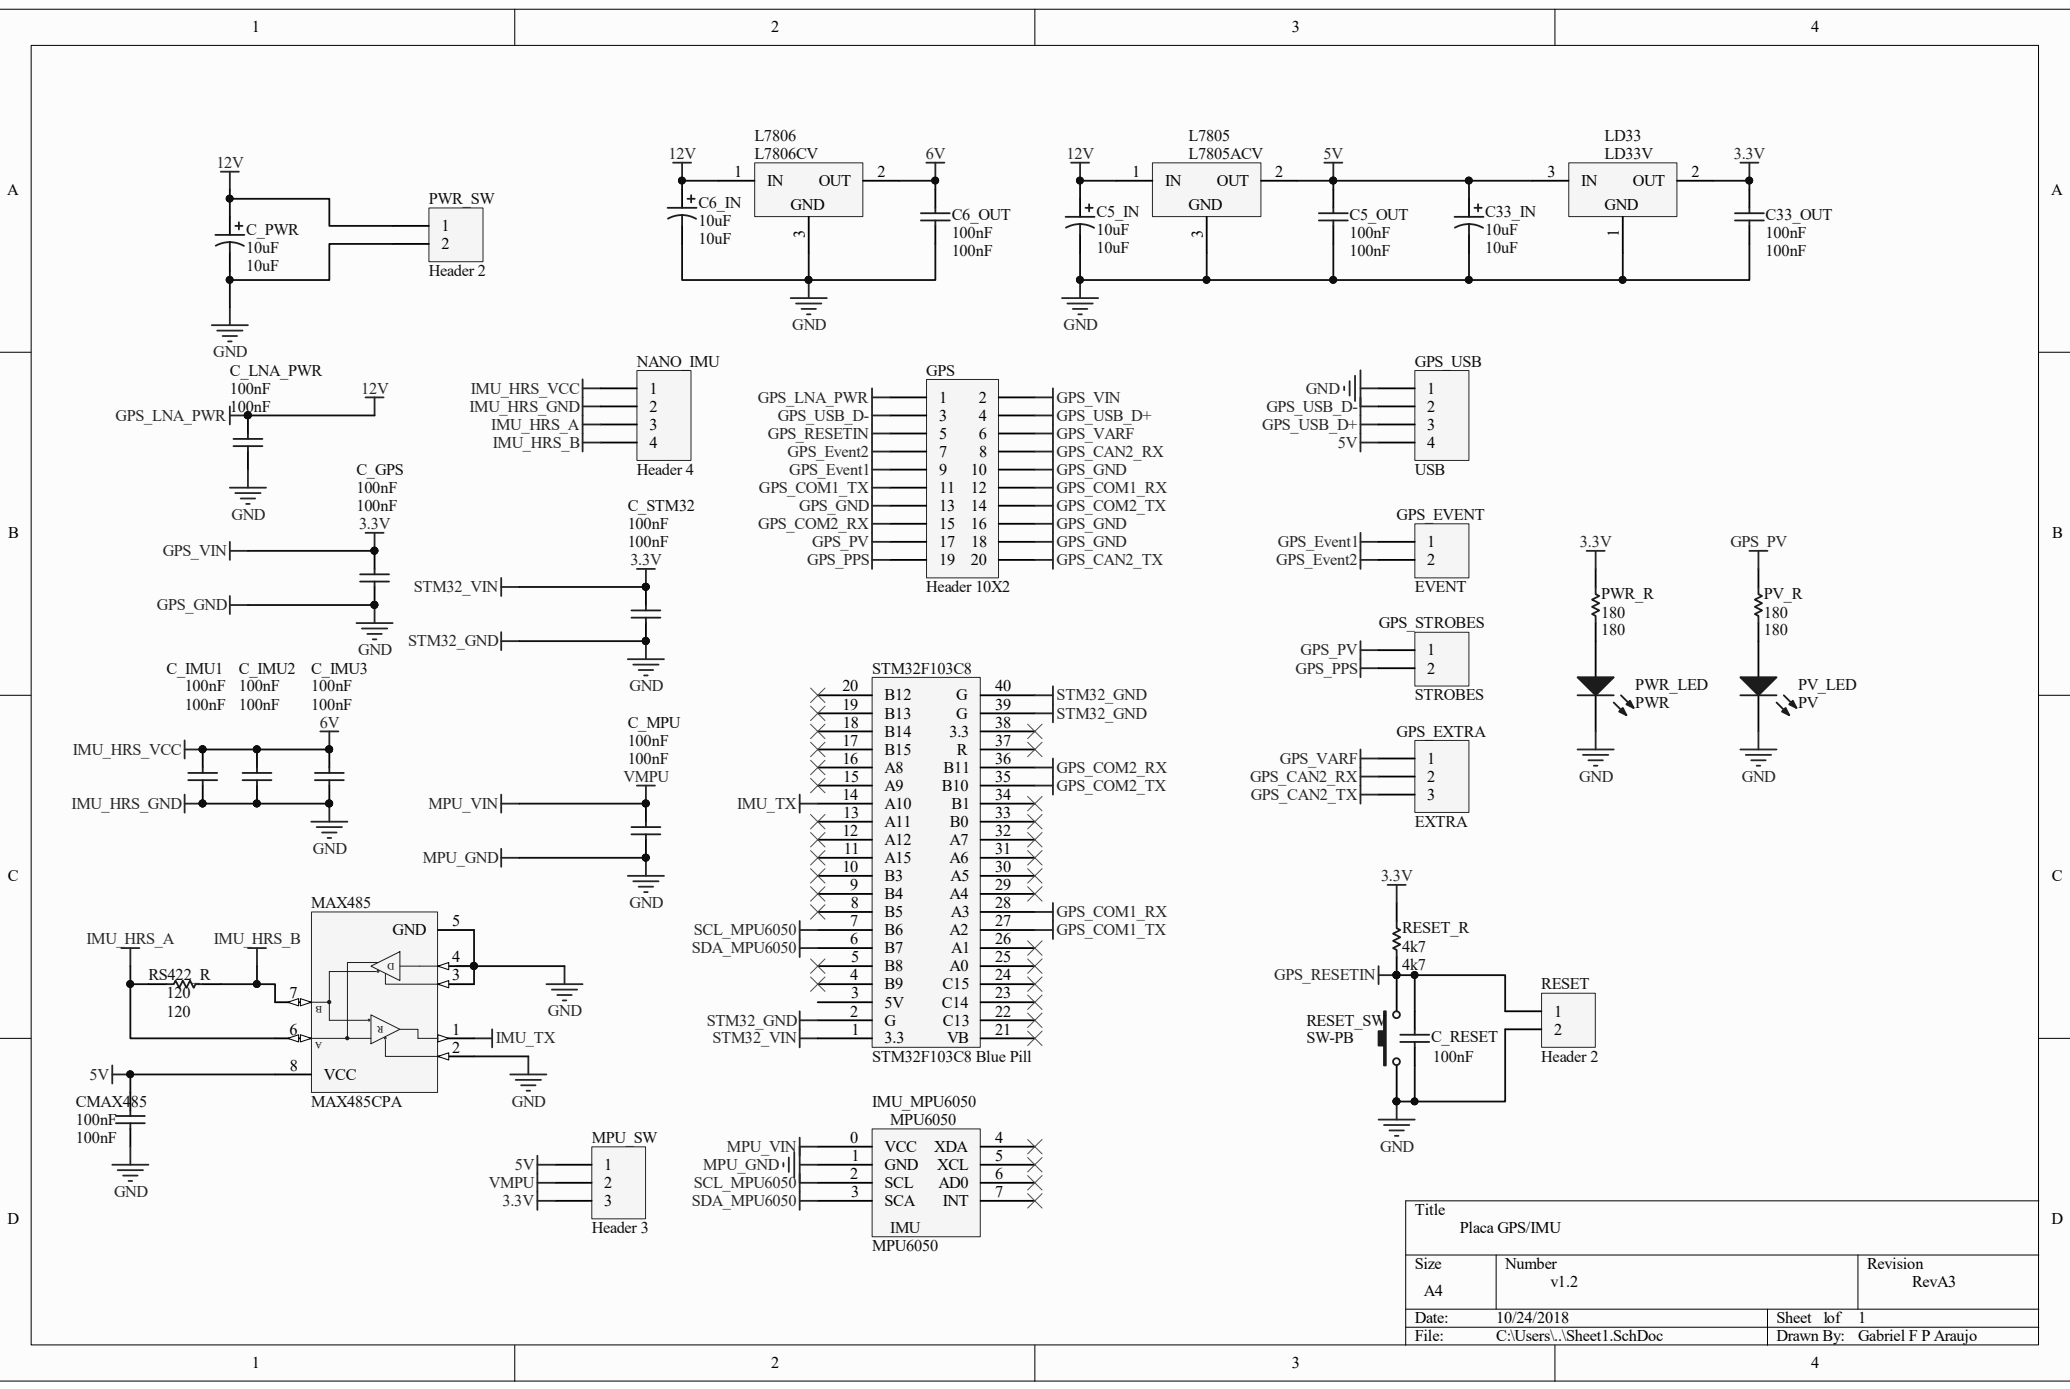 1
2
3
4
A
A
12V
C_PWR
10uF
10uF
PWR_SW
1
2
Header 2
GND
L7806
L7806CV
12V
1
IN OUT
GND
2
3
6V
C6_IN
10uF
10uF
C6_OUT
100nF
100nF
GND
L7805
L7805ACV
12V
1
IN OUT
GND
2
3
5V
C5_IN
10uF
10uF
C5_OUT
100nF
100nF
C33_IN
10uF
10uF
LD33
LD33V
3
IN OUT
GND
2
1
3.3V
C33_OUT
100nF
100nF
GND
B
B
C_LNA_PWR
100nF
100nF
12V
GPS_LNA_PWR
GND
C_GPS
100nF
100nF
3.3V
GPS_VIN
GPS_GND
GND
NANO_IMU
IMU_HRS_VCC 1
IMU_HRS_GND 2
IMU_HRS_A 3
IMU_HRS_B 4
Header 4
C_STM32
100nF
100nF
3.3V
STM32_VIN
STM32_GND
GND
GPS
GPS_LNA_PWR 1 2 GPS_VIN
GPS_USB_D- 3 4 GPS_USB_D+
GPS_RESETIN 5 6 GPS_VARF
GPS_Event2 7 8 GPS_CAN2_RX
GPS_Event1 9 10 GPS_GND
GPS_COM1_TX 11 12 GPS_COM1_RX
GPS_GND 13 14 GPS_COM2_TX
GPS_COM2_RX 15 16 GPS_GND
GPS_PV 17 18 GPS_GND
GPS_PPS 19 20 GPS_CAN2_TX
Header 10X2
GPS_USB
GND 1
GPS_USB_D- 2
GPS_USB_D+ 3
5V 4
USB
GPS_EVENT
GPS_Event1 1
GPS_Event2 2
EVENT
GPS_STROBES
GPS_PV 1
GPS_PPS 2
STROBES
GPS_EXTRA
GPS_VARF 1
GPS_CAN2_RX 2
GPS_CAN2_TX 3
EXTRA
3.3V
PWR_R
180
180
PWR_LED
PWR
GND
GPS_PV
PV_R
180
180
PV_LED
PV
GND
C
C
C_IMU1 C_IMU2 C_IMU3
100nF 100nF 100nF
100nF 100nF 100nF
6V
IMU_HRS_VCC
IMU_HRS_GND
GND
C_MPU
100nF
100nF
VMPU
MPU_VIN
MPU_GND
GND
STM32F103C8
20 B12 G 40 STM32_GND
19 B13 G 39 STM32_GND
18 B14 3.3 38
17 B15 R 37
16 A8 B11 36 GPS_COM2_RX
15 A9 B10 35 GPS_COM2_TX
IMU_TX 14 A10 B1 34
13 A11 B0 33
12 A12 A7 32
11 A15 A6 31
10 B3 A5 30
9 B4 A4 29
8 B5 A3 28 GPS_COM1_RX
SCL_MPU6050 7 B6 A2 27 GPS_COM1_TX
SDA_MPU6050 6 B7 A1 26
5 B8 A0 25
4 B9 C15 24
3 5V C14 23
STM32_GND 2 G C13 22
STM32_VIN 1 3.3 VB 21
STM32F103C8 Blue Pill
MAX485
IMU_HRS_A IMU_HRS_B
GND 5
D 4
RS422_R 3
120
120
GND
7 B
R
6 A
1 IMU_TX
2
5V 8 VCC
MAX485CPA
GND
CMAX485
100nF
100nF
GND
3.3V
RESET_R
4k7
4k7
GPS_RESETIN
RESET_SW
SW-PB
C_RESET
100nF
RESET
1
2
Header 2
GND
D
D
MPU_SW
5V 1
VMPU 2
3.3V 3
Header 3
IMU_MPU6050
MPU6050
MPU_VIN 0 VCC XDA 4
MPU_GND 1 GND XCL 5
SCL_MPU6050 2 SCL AD0 6
SDA_MPU6050 3 SCA INT 7
IMU
MPU6050
Title
Placa GPS/IMU
Size Number Revision
A4 v1.2 RevA3
Date: 10/24/2018 Sheet 1of 1
File: C:\Users\..\Sheet1.SchDoc Drawn By: Gabriel F P Araujo
1
2
3
4